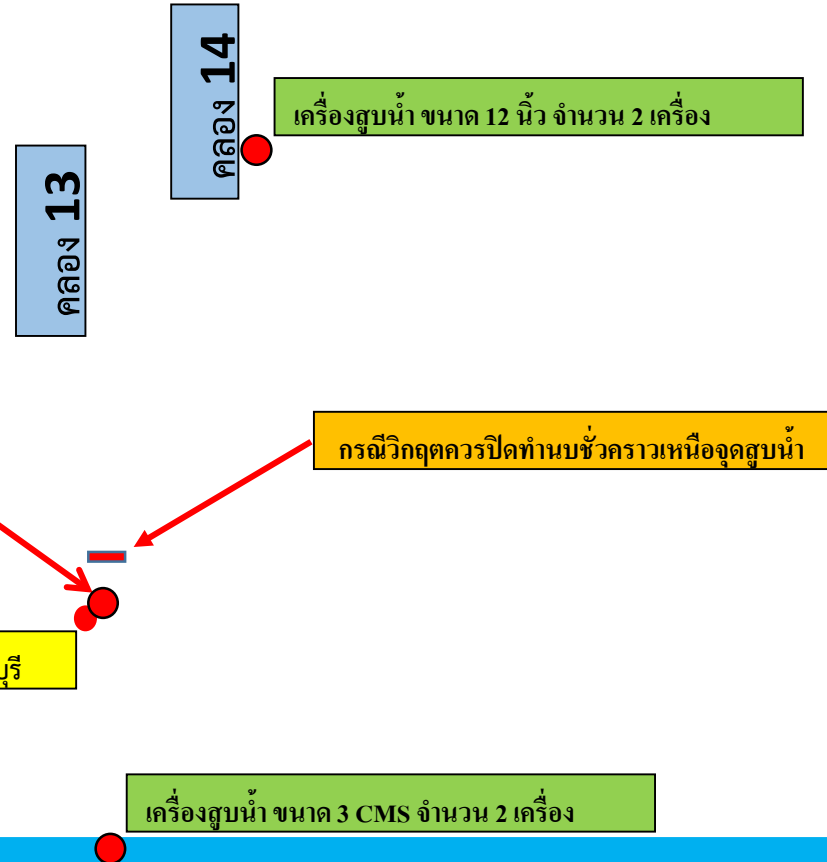 คลอง 14
เครื่องสูบน้ำ ขนาด 12 นิ้ว จำนวน 2 เครื่อง
คลอง 13
กรณีวิกฤตควรปิดทำนบชั่วคราวเหนือจุดสูบน้ำ
บุรี
เครื่องสูบน้ำ ขนาด 3 CMS จำนวน 2 เครื่อง